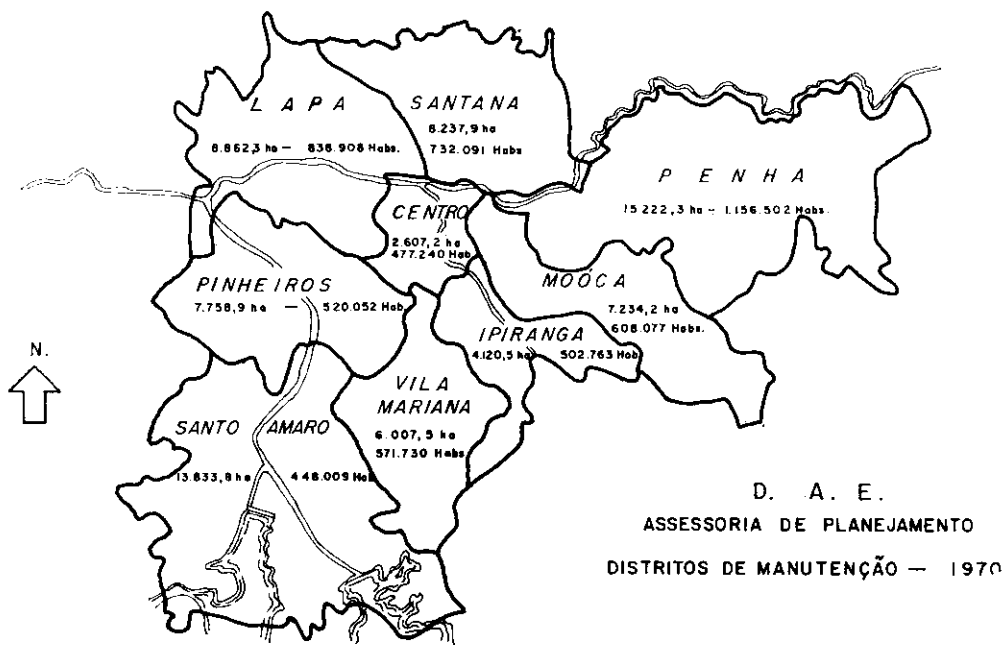 LAPA
8.862,3 ha — 838.908 Habs.
SANTANA
8.237,9 ha
732.091 Habs
PENHA
15.222,3 ha — 1.156.502 Habs.
CENTRO
2.607,2 ha
477.240 Hab
PINHEIROS
7.758,9 ha — 520.052 Hab.
MOÓCA
7.234,2 ha
608.077 Habs.
IPIRANGA
4.120,5 ha 502.763 Hab
N.
VILA
MARIANA
6.007,5 ha
571.730 Habs
SANTO AMARO
13.833,8 ha 448.009 Hab.
D. A. E.
ASSESSORIA DE PLANEJAMENTO
DISTRITOS DE MANUTENÇÃO — 1970